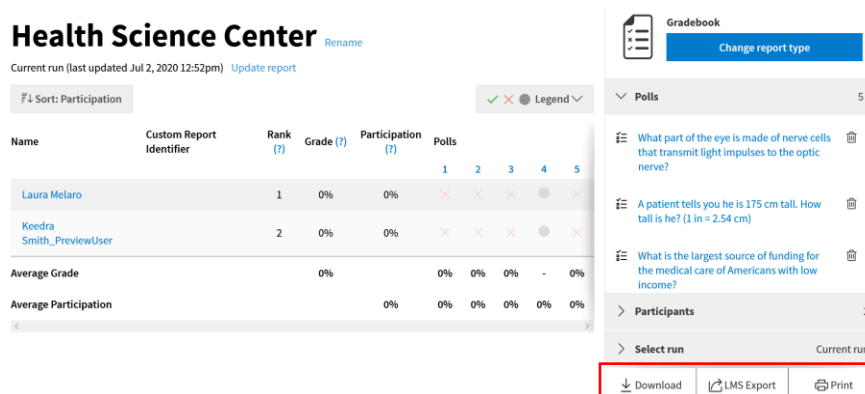 Health Science Center Rename
Current run (last updated Jul 2, 2020 12:52pm) Update report
Sort: Participation
Legend
Name Custom Report Identifier Rank (?) Grade (?) Participation (?) Polls
1 2 3 4 5
Laura Melaro 1 0% 0%
Keedra
Smith_PreviewUser 2 0% 0%
Average Grade 0% 0% 0% 0% - 0%
Average Participation 0% 0% 0% 0% 0% 0%
Gradebook
Change report type
Polls 5
What part of the eye is made of nerve cells
that transmit light impulses to the optic
nerve?
A patient tells you he is 175 cm tall. How
tall is he? (1 in = 2.54 cm)
What is the largest source of funding for
the medical care of Americans with low
income?
Participants
Select run Current run
Download LMS Export Print